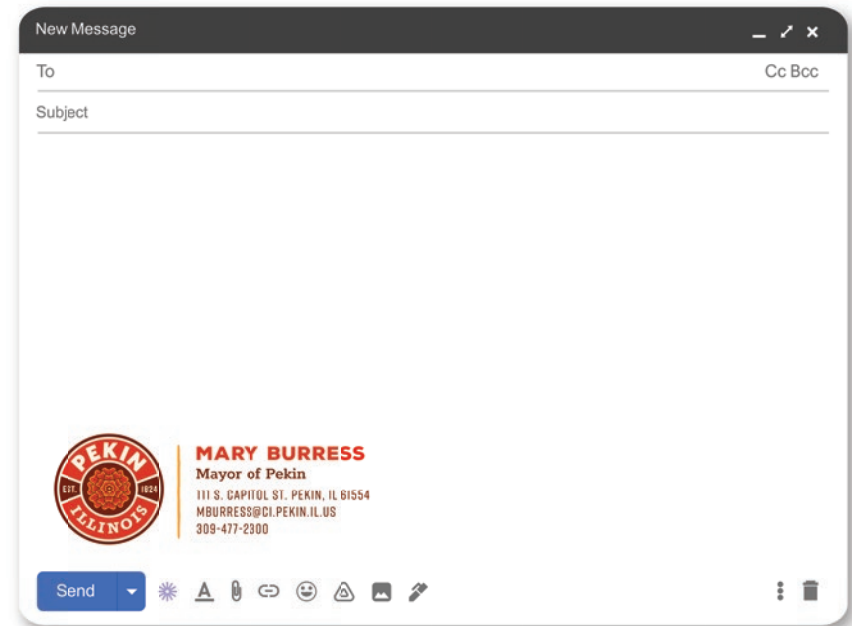 New Message
To Cc Bcc
Subject
PEKIN
EST. 1824
ILLINOIS
MARY BURRESS
Mayor of Pekin
111 S. CAPITOL ST. PEKIN, IL 61554
MBURRESS@CI.PEKIN.IL.US
309-477-2300
Send
A